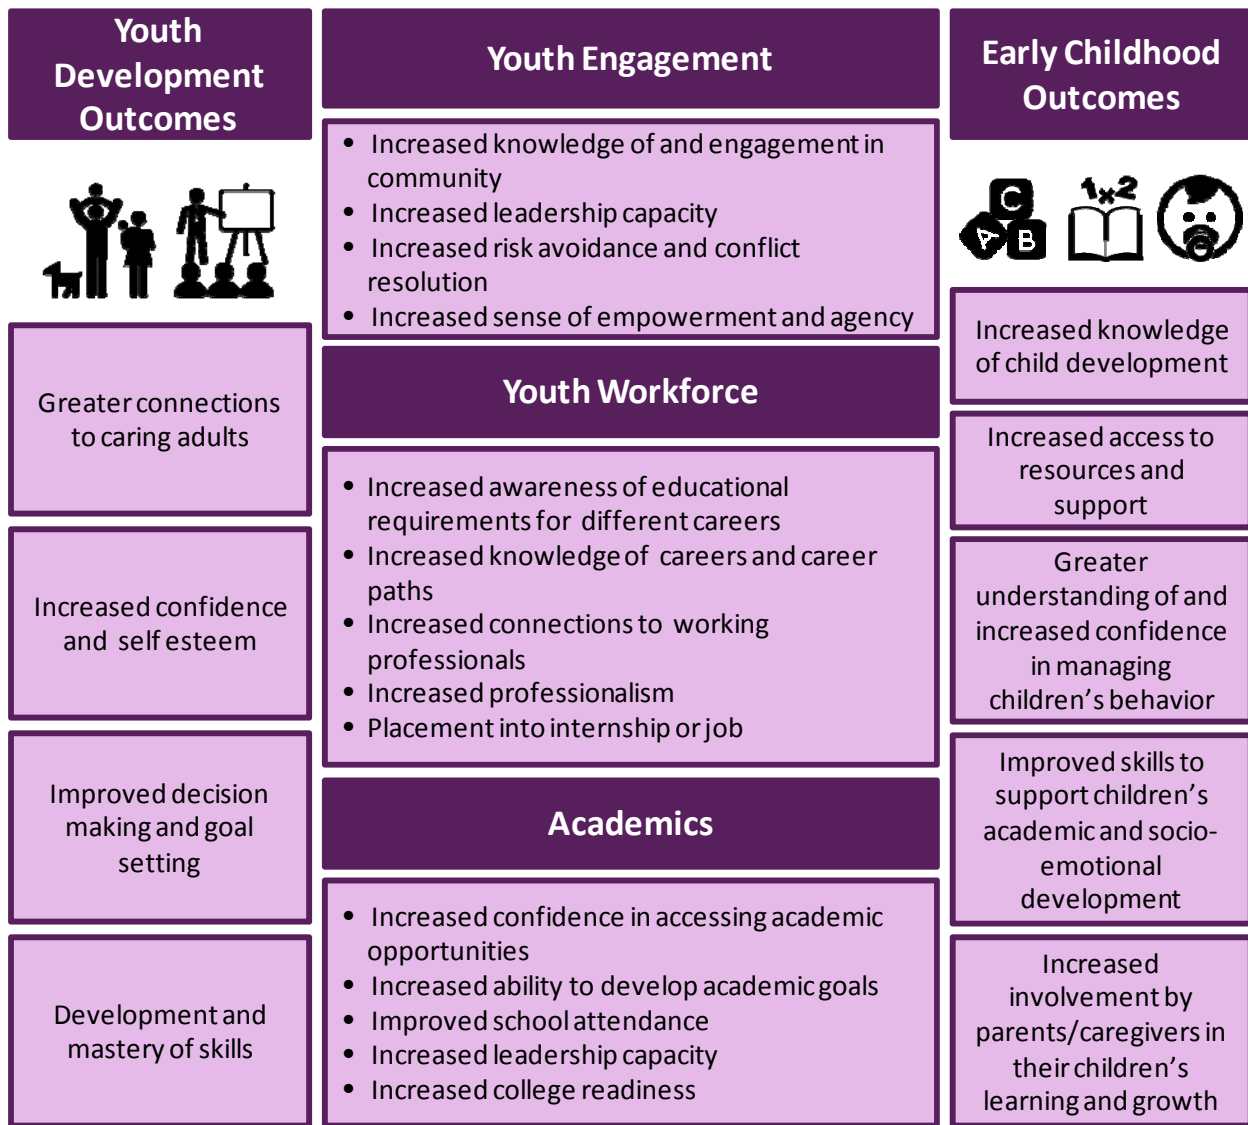 Youth
Development
Outcomes
Greater connections
to caring adults
Increased confidence
and self esteem
Improved decision
making and goal
setting
Development and
mastery of skills
Youth Engagement
• Increased knowledge of and engagement in
community
• Increased leadership capacity
• Increased risk avoidance and conflict
resolution
• Increased sense of empowerment and agency
Youth Workforce
• Increased awareness of educational
requirements for different careers
• Increased knowledge of careers and career
paths
• Increased connections to working
professionals
• Increased professionalism
• Placement into internship or job
Academics
• Increased confidence in accessing academic
opportunities
• Increased ability to develop academic goals
• Improved school attendance
• Increased leadership capacity
• Increased college readiness
Early Childhood
Outcomes
C
A B
1x2
Increased knowledge
of child development
Increased access to
resources and
support
Greater
understanding of and
increased confidence
in managing
children's behavior
Improved skills to
support children's
academic and socio-
emotional
development
Increased
involvement by
parents/caregivers in
their children's
learning and growth